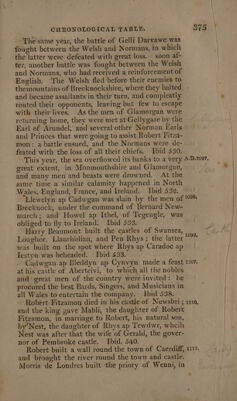 CHRONOLOGICAL TABLE. 375
The same year, the battle of Gelli Darvawe was
fought between the Welsh and Normans, in which
the latter were defeated with great loss. soon af-
ter, another battle was fought between the Welsh
and Normans, who had received a reinforcement of
English. The Welsh fled before their enemies to
the mountains of Brecknockshire, where they halted
and became assailants in their turn, and compleatly
routed their opponents, leaving but few to escape
with their lives. As the men of Glamorgan were
returning home, they were met at Gellygaer by the
Earl of Arundel, and several other Norman Earls
and Princes that were going to assist Robert Fitza-
mon: a battle ensued, and the Normans were de-
feated with the loss of all their chiefs. Ibid 530.
This year, the sea overflowed its banks to a very A.D.1097.
great extent, in Monmouthshire and Glamorgan,
and many men and beasts were drowned. At the
same time a similar calamity happened in North
Wales, England, France, and Ireland. Ibid 532.
Llewelyn ap Cadwgan was slain by the men of 1098.
Brecknock, under the command of Bernard New-
march; and Howel ap Ithel, of Tegengle, was
obliged to fly to Ireland. Ibid 532.
Harry Beaumont built the castles of Swansea, 1099.
Loughor, Llanrhidian, and Pen Rhys; the latter
was built on the spot where Rhys ap Caradoc ap
Iestyn was beheaded. Ibid 533.
Cadwgan ap Bleddyn ap Cynvyn made a feast 1107.
at his castle of Aberteivi, to which all the nobles
and great men of the country were invited: he
procured the best Bards, Singers, and Musicians in
all Wales to entertain the company. Ibid 538.
Robert Fitzamon died in his castle of Newabri; 1110.
and the king gave Mabli, the daughter of Robert
Fitzamon, in marriage to Robert, his natural son,
by Nest, the daughter of Rhys ap Tewdwr, which
Nest was after that the wife of Gerald, the gover-
nor of Pembroke castle. Ibid. 540.
Robert built a wall round the town of Cardiff, 1111.
and brought the river round the town and castle.
Morris de Londres built the priory of Wenni, in